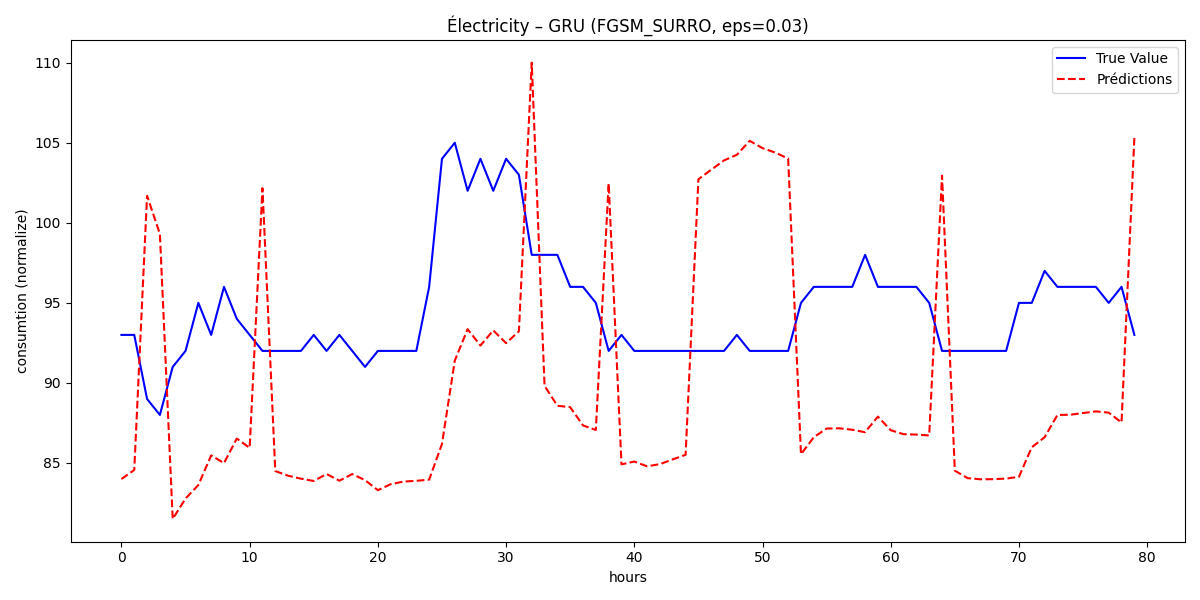 Électricity – GRU (FGSM_SURRO, eps=0.03)
True Value
Prédictions
consumtion (normalize)
110
105
100
95
90
85
0 10 20 30 40 50 60 70 80
hours